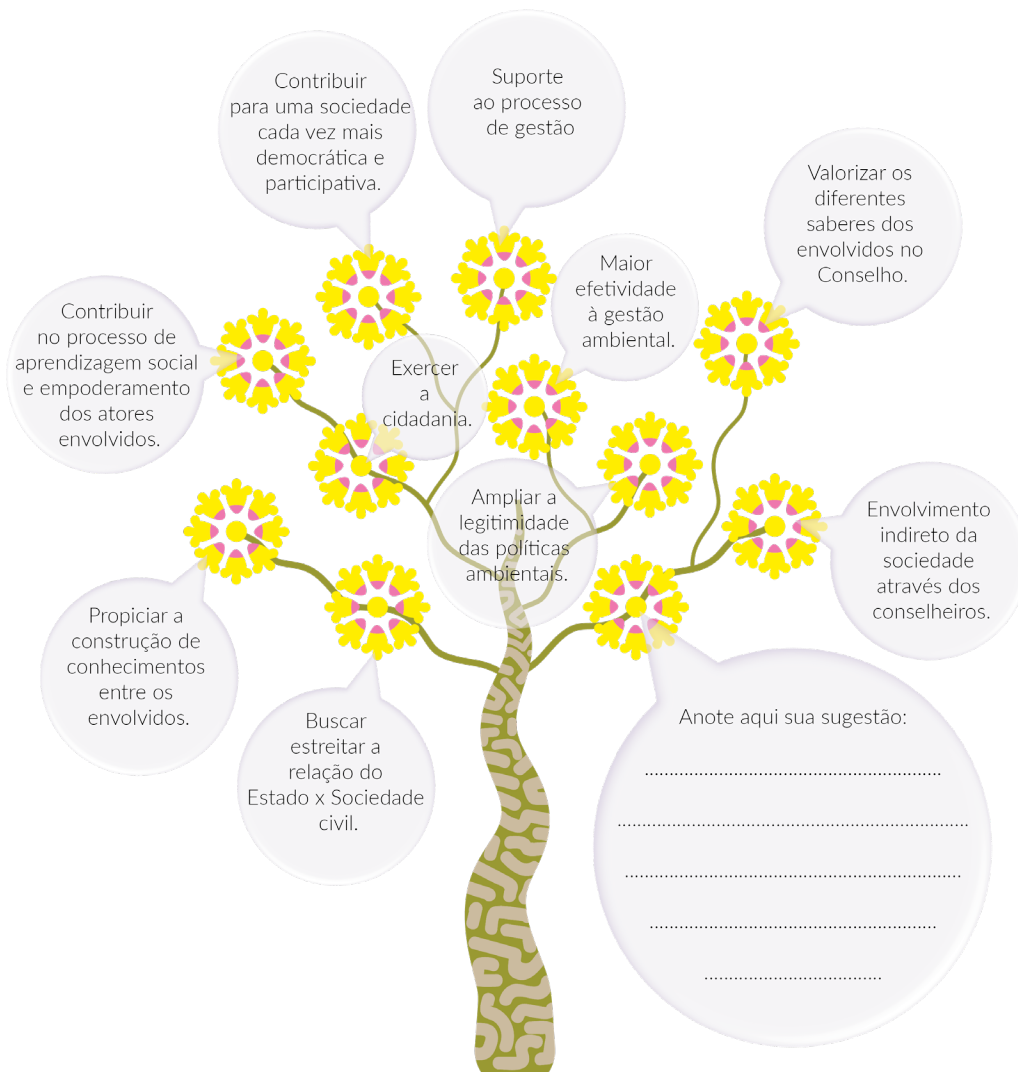 Contribuir
para uma sociedade
cada vez mais
democrática e
participativa.
Suporte
ao processo
de gestão
Valorizar os
diferentes
saberes dos
envolvidos no
Conselho.
Maior
efetividade
à gestão
ambiental.
Contribuir
no processo de
aprendizagem social
e empoderamento
dos atores
envolvidos.
Exercer
a
cidadania.
Ampliar a
legitimidade
das políticas
ambientais.
Envolvimento
indireto da
sociedade
através dos
conselheiros.
Propiciar a
construção de
conhecimentos
entre os
envolvidos.
Buscar
estreitar a
relação do
Estado x Sociedade
civil.
Anote aqui sua sugestão: